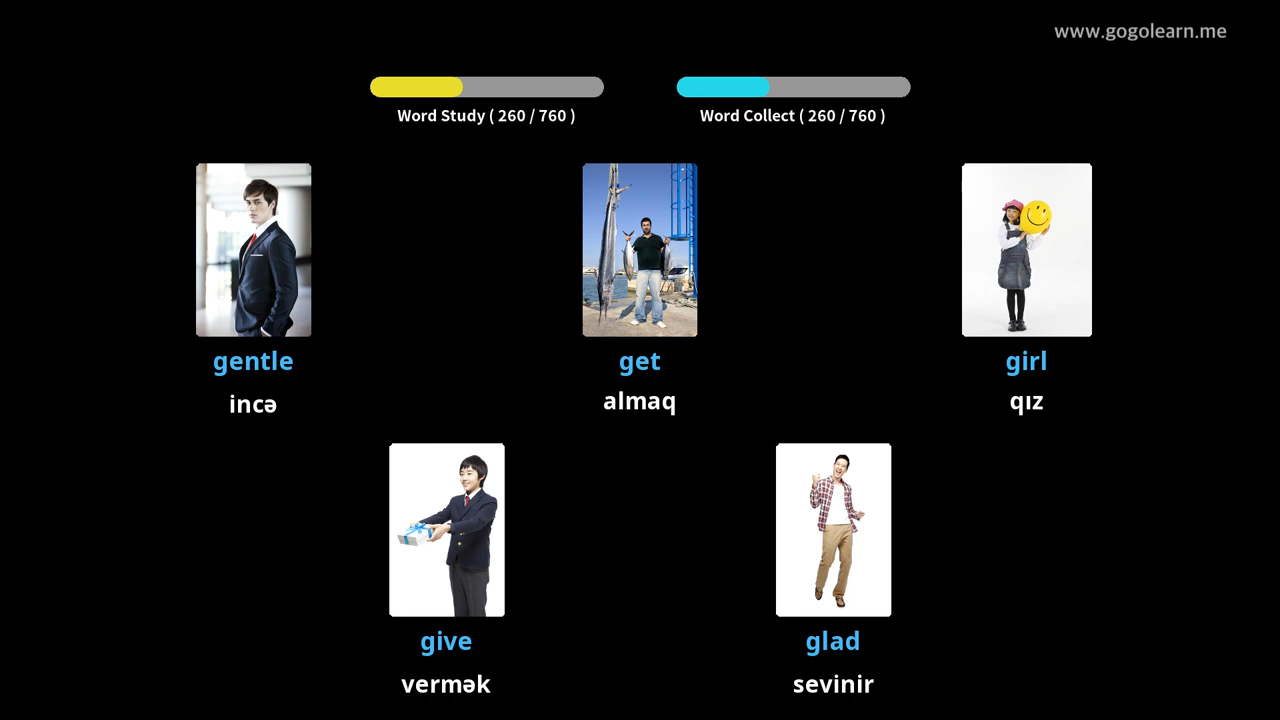 www.gogolearn.me
Word Study ( 260 / 760 )
Word Collect ( 260 / 760 )
gentle
get
girl
incə
almaq
qız
give
glad
vermək
sevinir